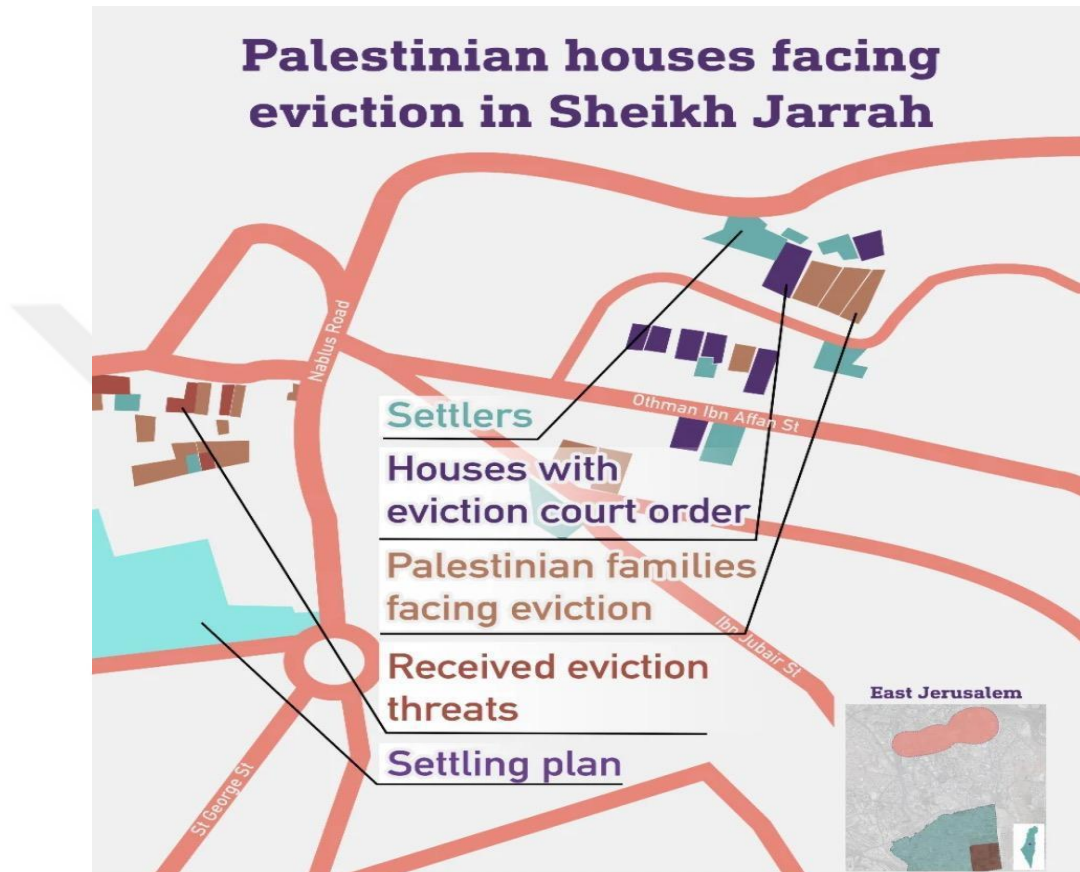 Palestinian houses facing
eviction in Sheikh Jarrah
Nablus Road
Othman Ibn Affan St
Settlers
Houses with
eviction court order
Palestinian families
facing eviction
Ibn Jubair St
Received eviction
threats
East Jerusalem
Settling plan
St George St